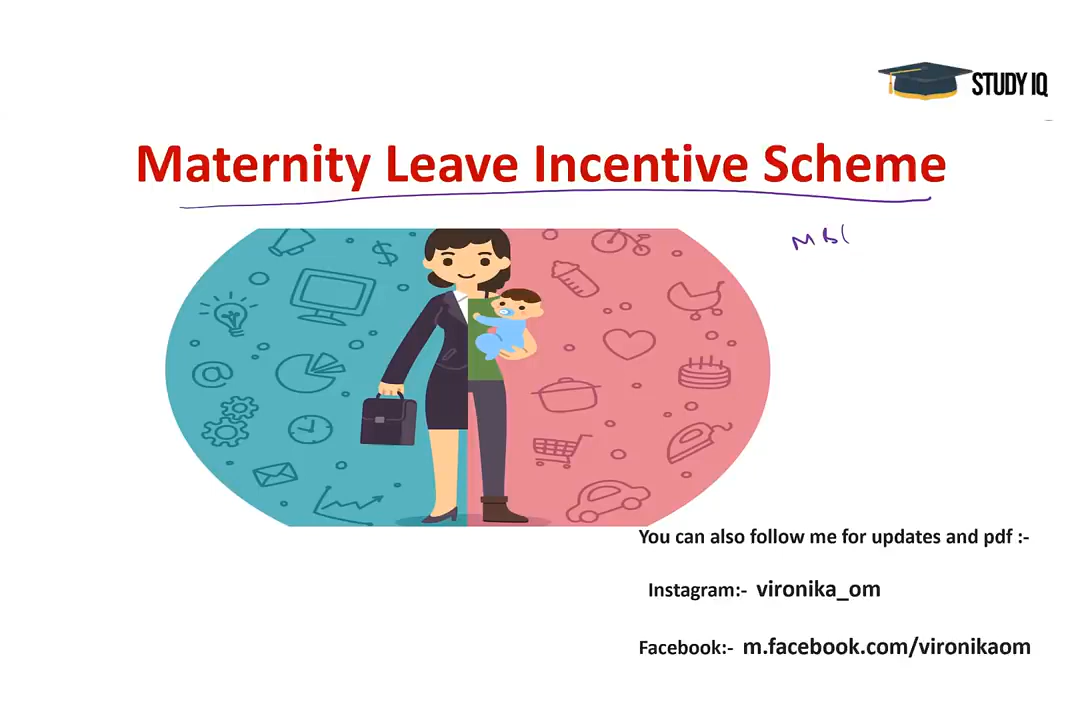 STUDY IQ
Maternity Leave Incentive Scheme
MB(
You can also follow me for updates and pdf :-
Instagram:- vironika_om
Facebook:- m.facebook.com/vironikaom